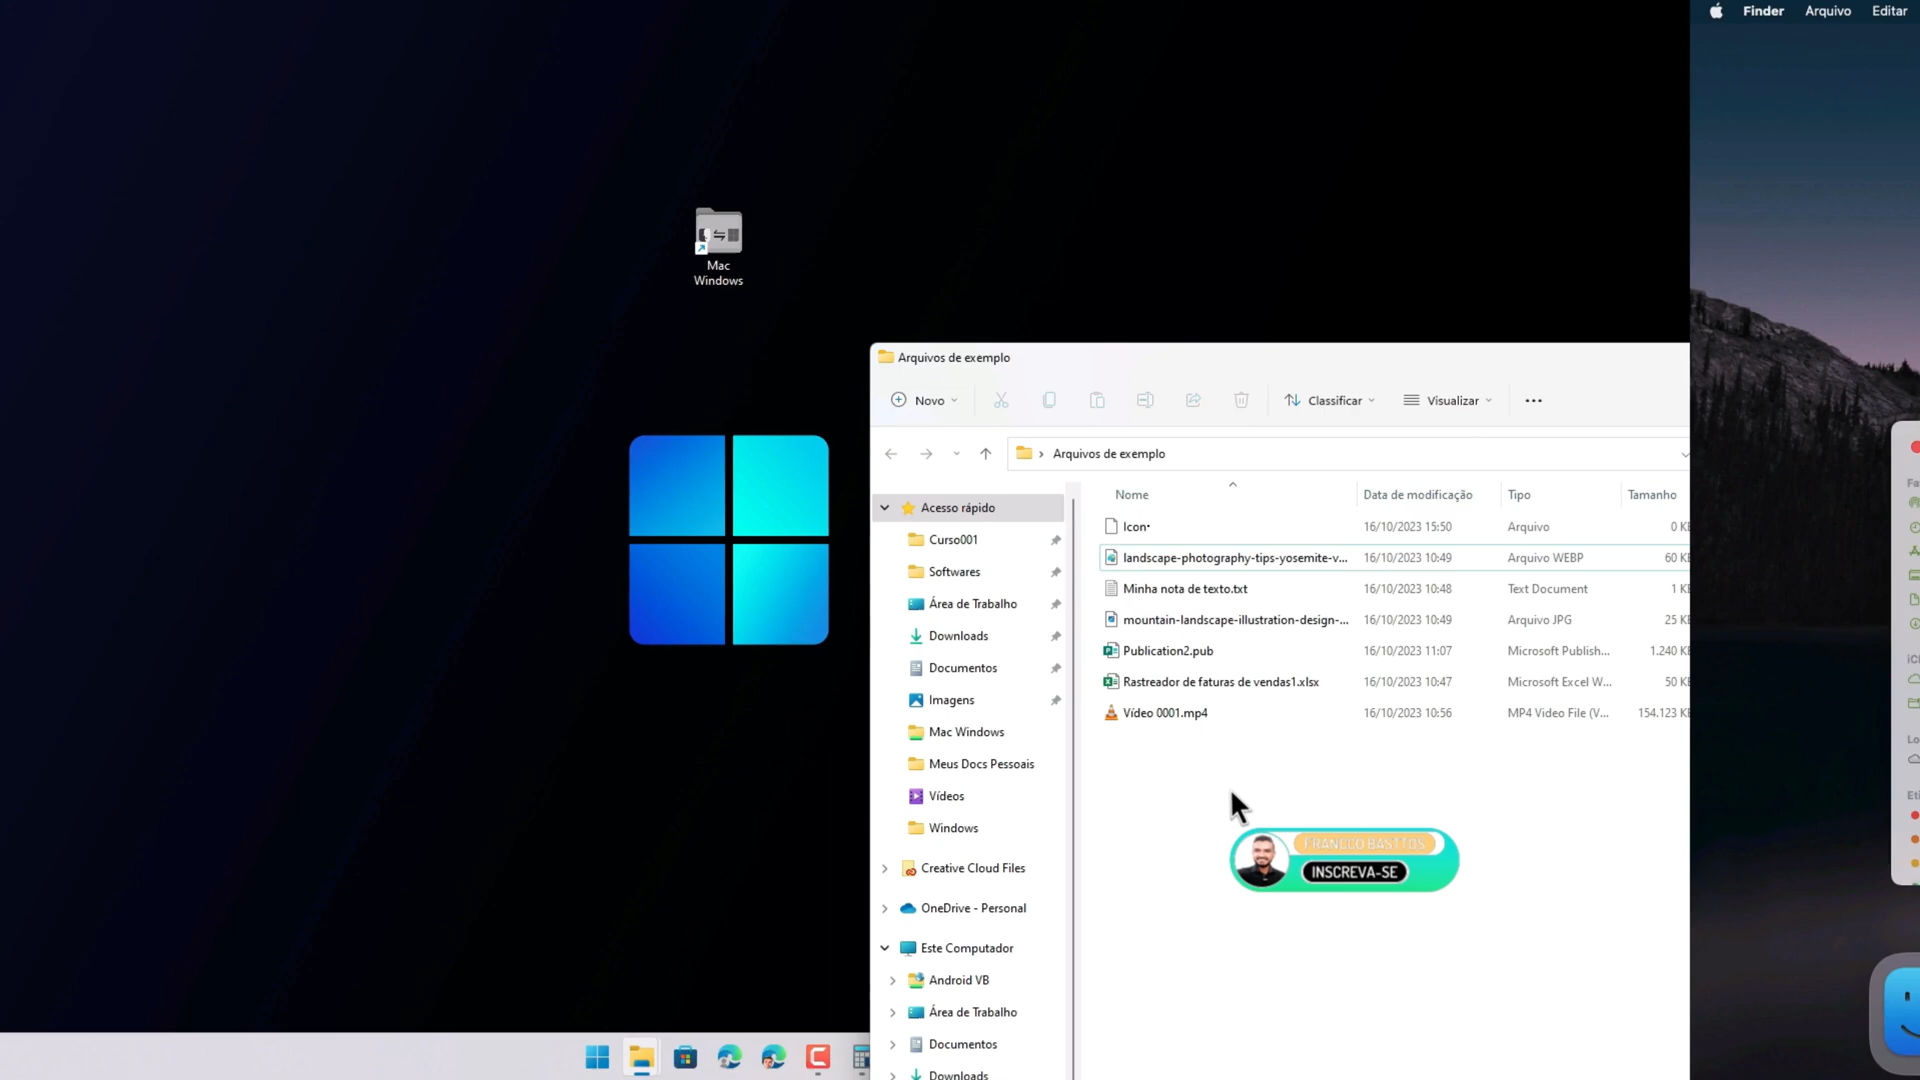 Finder Arquivo Editar
Mac
Windows
Arquivos de exemplo
Novo Classificar Visualizar
Arquivos de exemplo
Nome Data de modificação Tipo Tamanho
Acesso rápido
Curso001
Softwares
Área de Trabalho
Downloads
Documentos
Imagens
Mac Windows
Meus Docs Pessoais
Vídeos
Windows
Creative Cloud Files
OneDrive - Personal
Este Computador
Android VB
Área de Trabalho
Documentos
Downloads
Icon• 16/10/2023 15:50 Arquivo 0 KB
landscape-photography-tips-yosemite-v... 16/10/2023 10:49 Arquivo WEBP 60 KB
Minha nota de texto.txt 16/10/2023 10:48 Text Document 1 KB
mountain-landscape-illustration-design-... 16/10/2023 10:49 Arquivo JPG 25 KB
Publication2.pub 16/10/2023 11:07 Microsoft Publish... 1.240 KB
Rastreador de faturas de vendas1.xlsx 16/10/2023 10:47 Microsoft Excel W... 50 KB
Vídeo 0001.mp4 16/10/2023 10:56 MP4 Video File (V... 154.123 KB
INSCREVA-SE
Fa
iCl
Lo
Eti